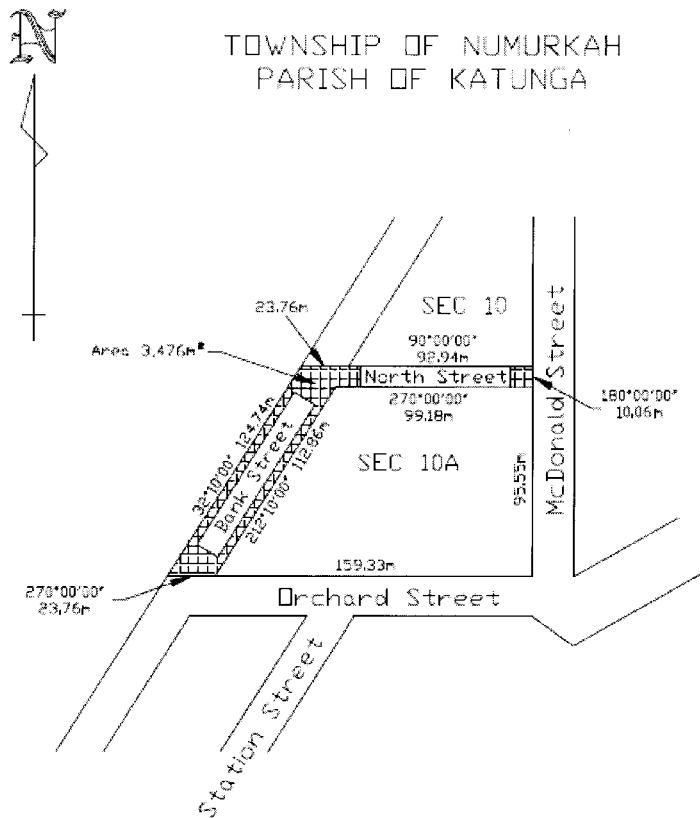 N
TOWNSHIP OF NUMURKAH
PARISH OF KATUNGA
SEC 10
23.76m
90°00'00"
92.94m
Area 3,476m²
North Street
270°00'00"
99.18m
180°00'00"
10.06m
McDonald Street
32°10'00" 124.74m
Bank Street
212°10'00" 112.86m
SEC 10A
95.55m
159.33m
270°00'00"
23.76m
Orchard Street
Station Street